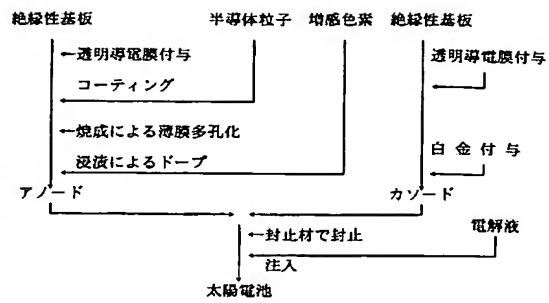 絶縁性基板 半導体粒子 増感色素 絶縁性基板
透明導電膜付与 透明導電膜付与
コーティング
焼成による薄膜多孔化
白金付与
浸漬によるドープ
アノード カソード
電解液
封止材で封止
注入
太陽電池